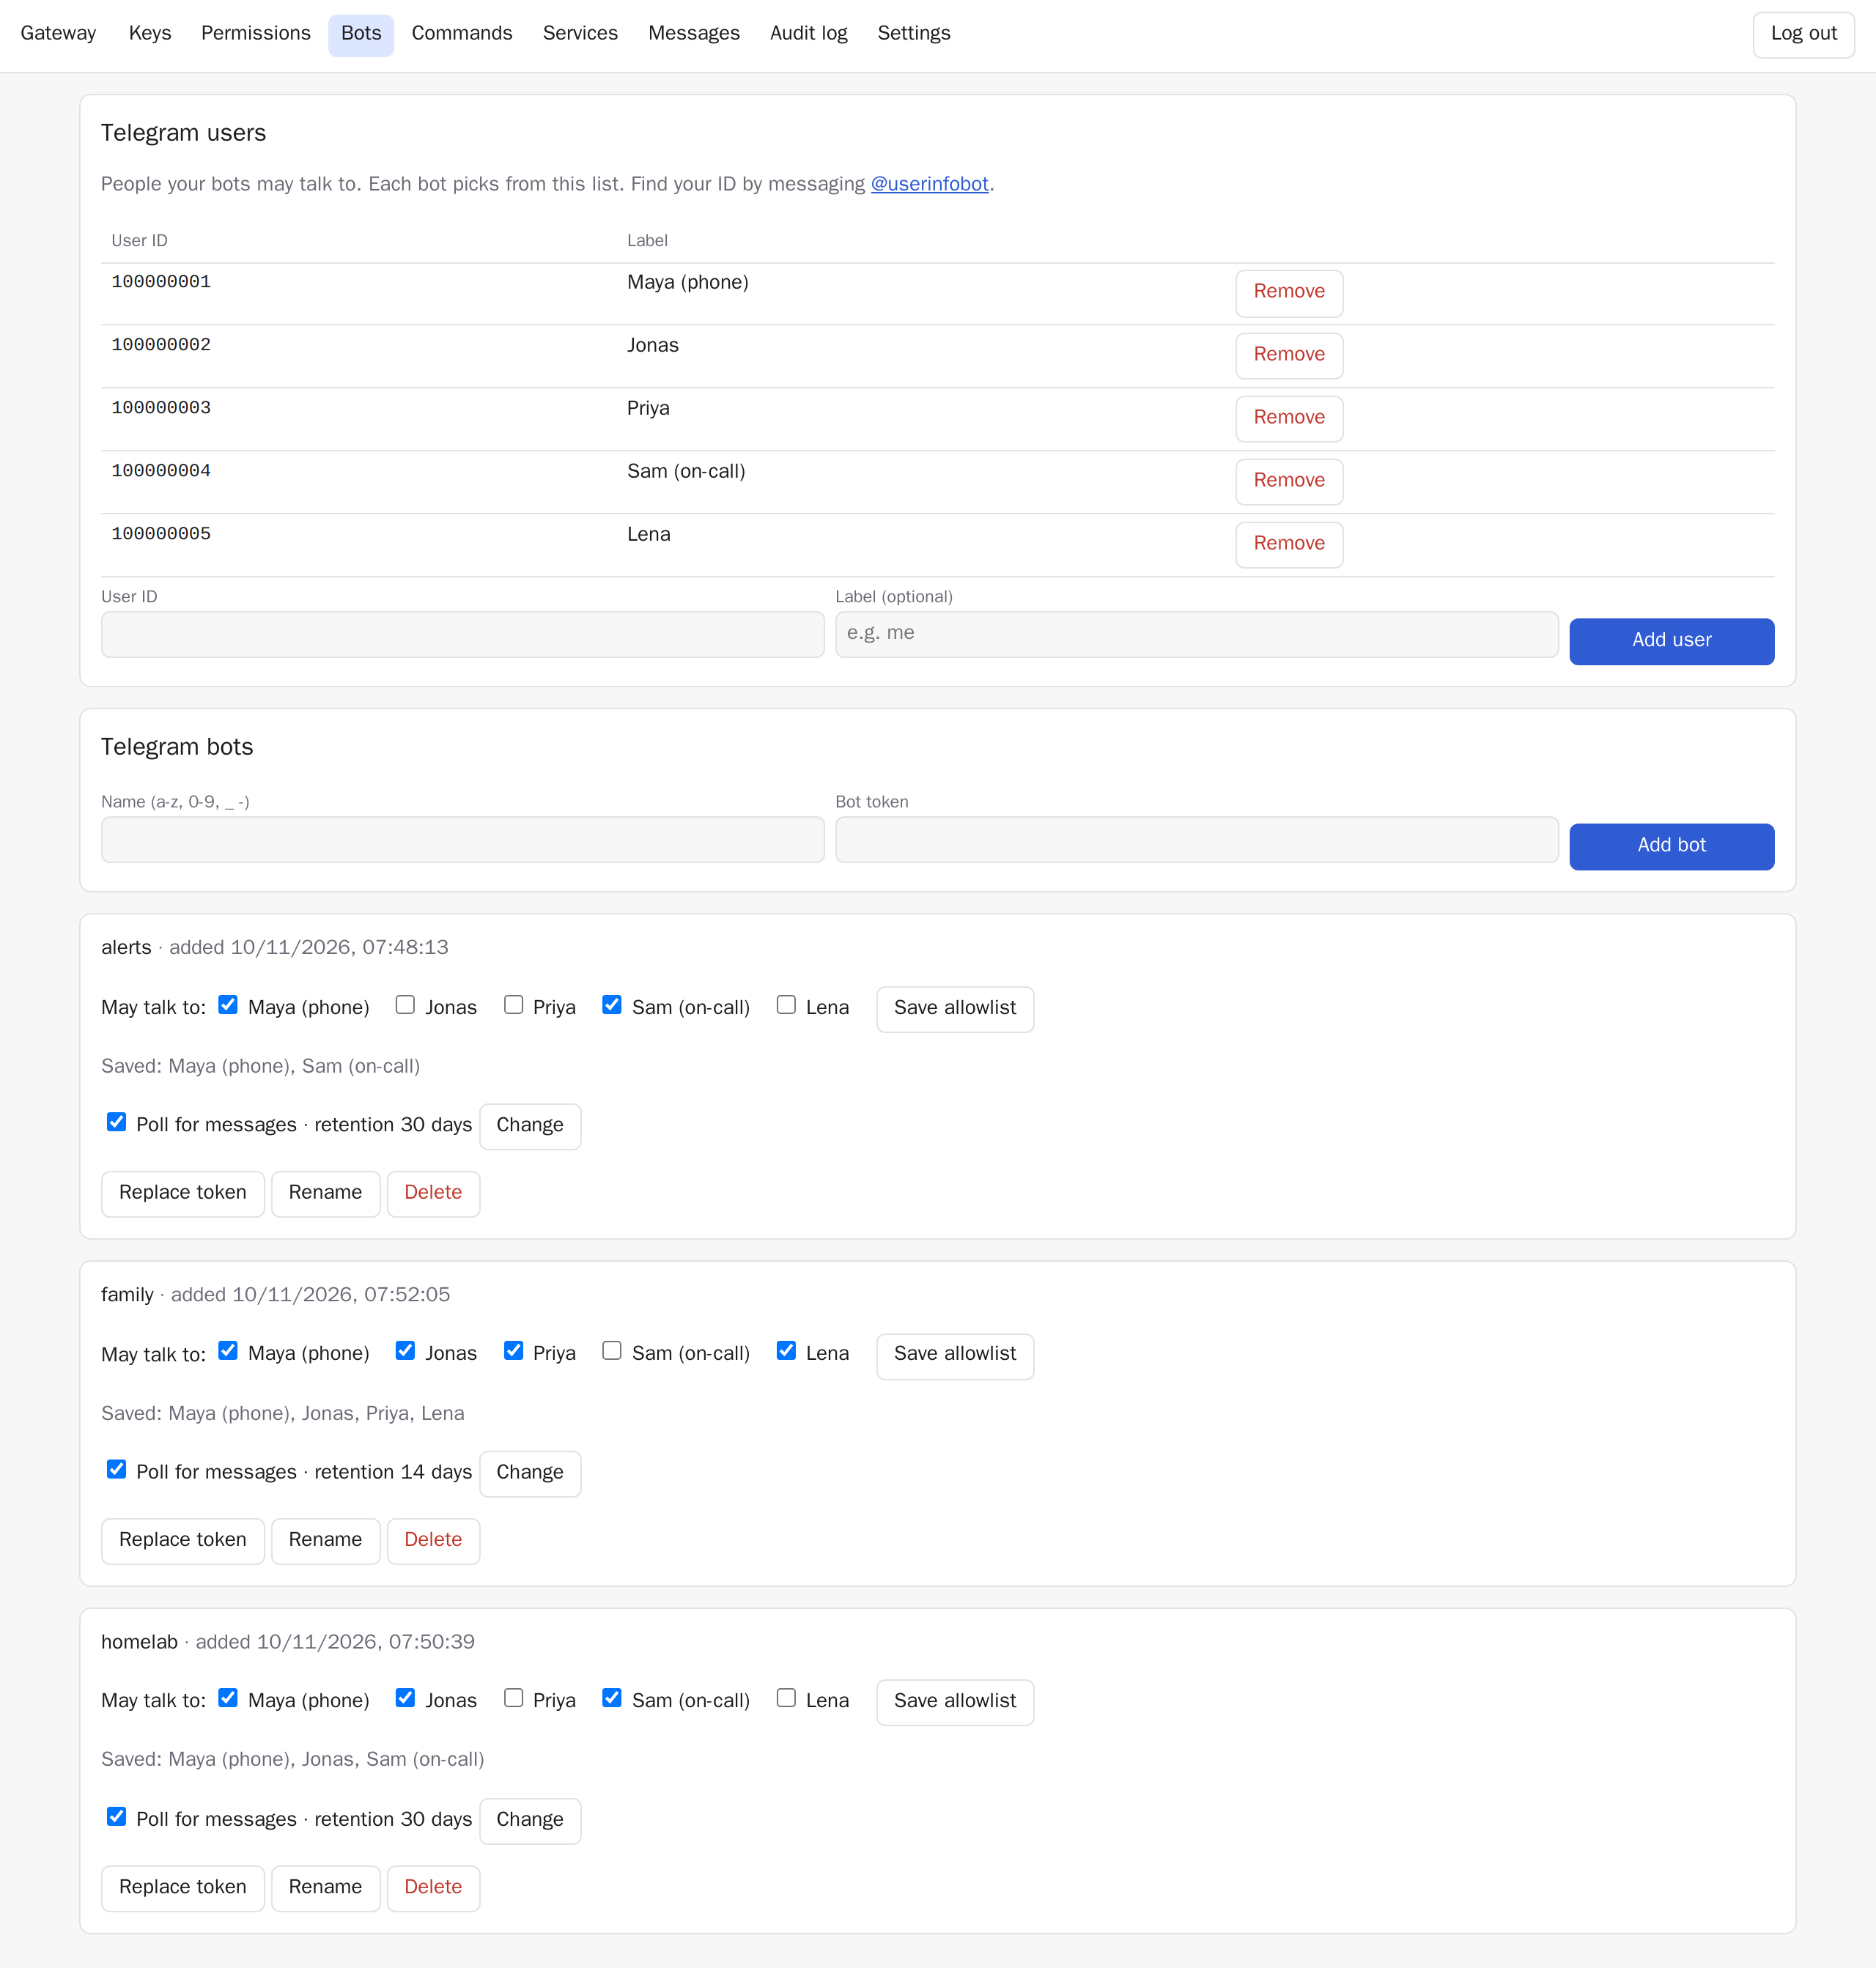 Gateway Keys Permissions Bots Commands Services Messages Audit log Settings Log out
Telegram users
People your bots may talk to. Each bot picks from this list. Find your ID by messaging @userinfobot.
User ID Label
100000001 Maya (phone) Remove
100000002 Jonas Remove
100000003 Priya Remove
100000004 Sam (on-call) Remove
100000005 Lena Remove
User ID Label (optional)
e.g. me Add user
Telegram bots
Name (a-z, 0-9, _ -) Bot token
Add bot
alerts · added 10/11/2026, 07:48:13
May talk to: Maya (phone) Jonas Priya Sam (on-call) Lena Save allowlist
Saved: Maya (phone), Sam (on-call)
Poll for messages · retention 30 days Change
Replace token Rename Delete
family · added 10/11/2026, 07:52:05
May talk to: Maya (phone) Jonas Priya Sam (on-call) Lena Save allowlist
Saved: Maya (phone), Jonas, Priya, Lena
Poll for messages · retention 14 days Change
Replace token Rename Delete
homelab · added 10/11/2026, 07:50:39
May talk to: Maya (phone) Jonas Priya Sam (on-call) Lena Save allowlist
Saved: Maya (phone), Jonas, Sam (on-call)
Poll for messages · retention 30 days Change
Replace token Rename Delete